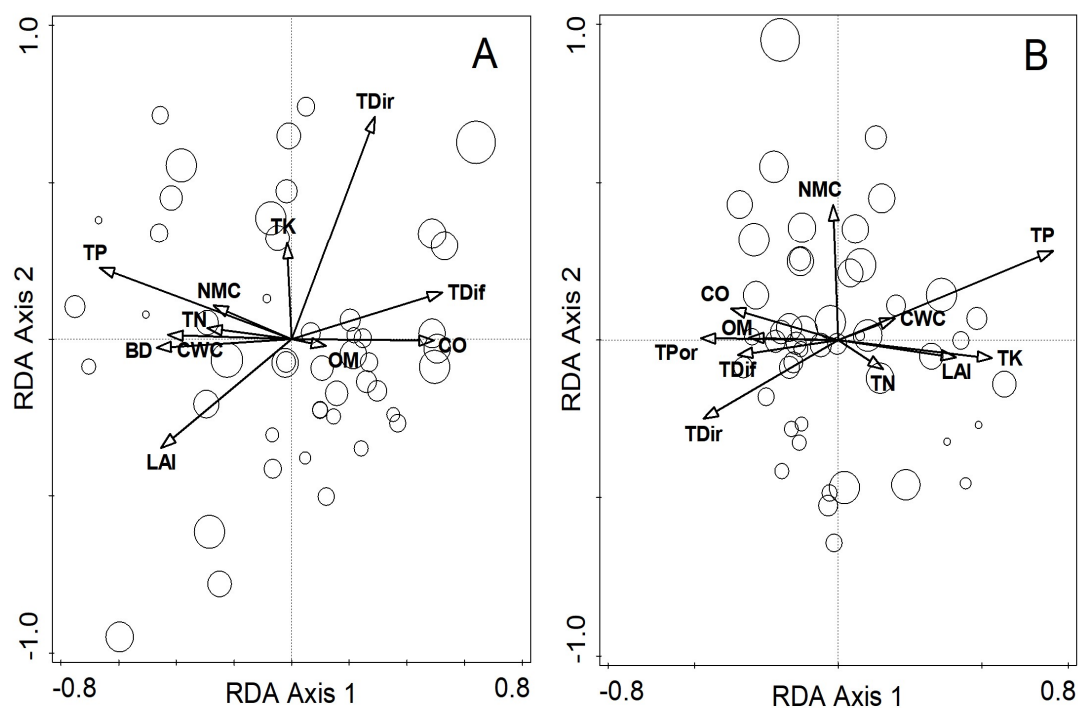 A
1.0
-1.0
RDA Axis 2
TDir
TK
TP
NMC
TDif
TN
BD
CWC
OM
CO
LAI
-0.8
RDA Axis 1
0.8
B
1.0
-1.0
RDA Axis 2
NMC
TP
CO
CWC
OM
TPor
TDif
LAI
TK
TN
TDir
-0.8
RDA Axis 1
0.8